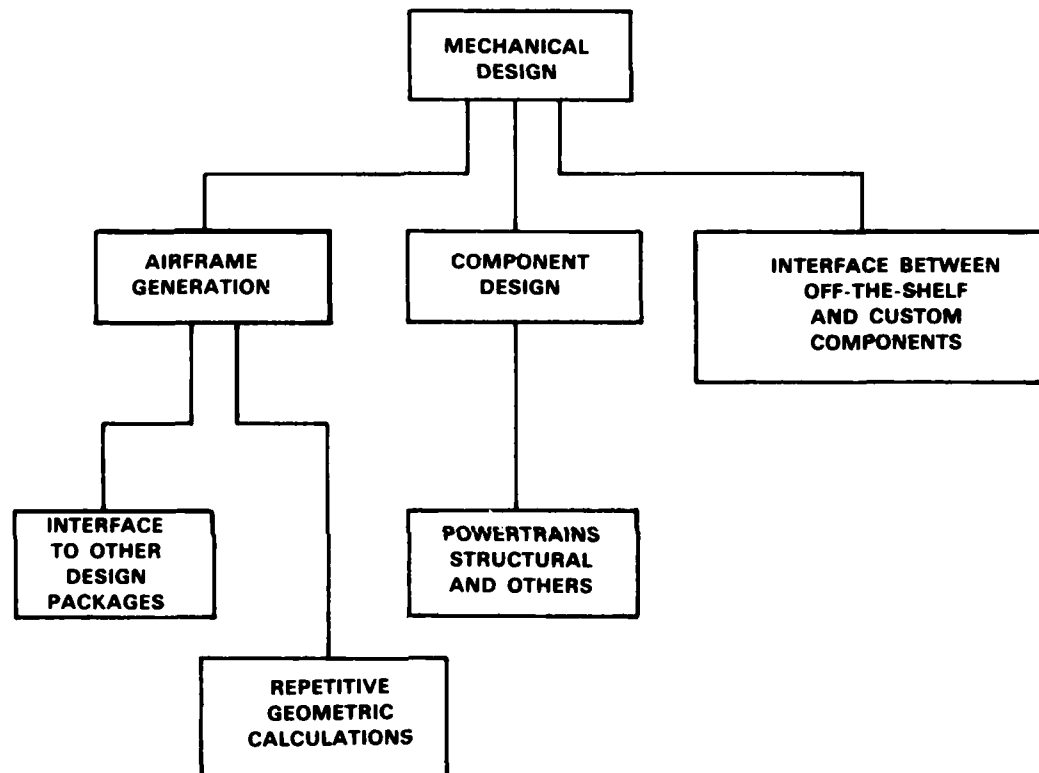 MECHANICAL
DESIGN
AIRFRAME
GENERATION
COMPONENT
DESIGN
INTERFACE BETWEEN
OFF-THE-SHELF
AND CUSTOM
COMPONENTS
INTERFACE
TO OTHER
DESIGN
PACKAGES
POWERTRAINS
STRUCTURAL
AND OTHERS
REPETITIVE
GEOMETRIC
CALCULATIONS